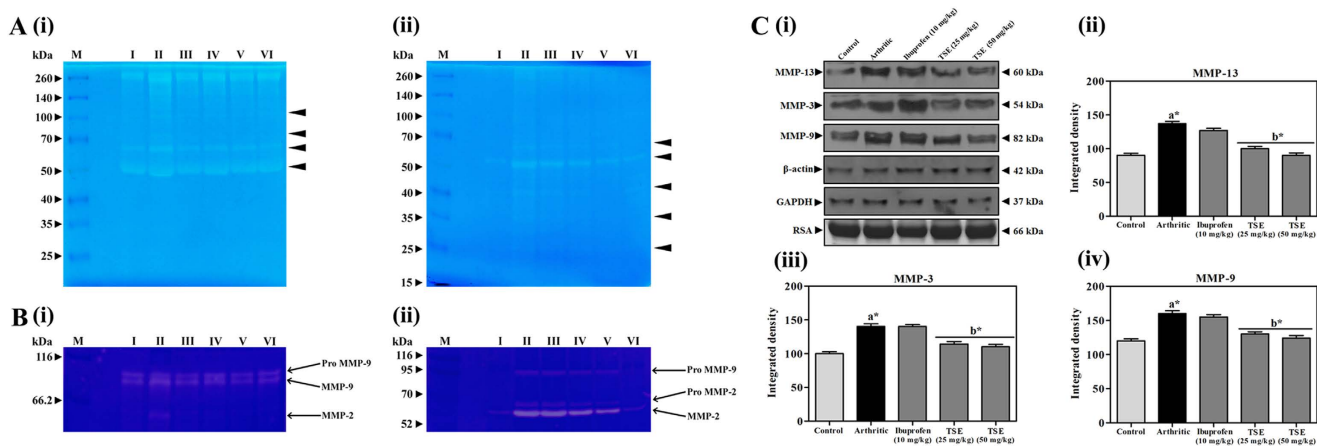 A (i)
kDa M I II III IV V VI
260
140
100
70
50
40
35
25
(ii)
kDa M I II III IV V VI
260
140
100
70
50
40
35
25
15
B (i)
kDa M I II III IV V VI
116
66.2
Pro MMP-9
MMP-9
MMP-2
(ii)
M I II III IV V VI
116
95
70
52
Pro MMP-9
Pro MMP-2
MMP-2
C (i)
Control Arthritic Ibuprofen (10 mg/kg) TSE (25 mg/kg) TSE (50 mg/kg)
MMP-13 60 kDa
MMP-3 54 kDa
MMP-9 82 kDa
β-actin 42 kDa
GAPDH 37 kDa
RSA 66 kDa
(ii)
MMP-13
Integrated density
200
150
100
50
0
a*
b*
Control Arthritic Ibuprofen TSE TSE
(10 mg/kg) (25 mg/kg) (50 mg/kg)
(iii)
MMP-3
Integrated density
200
150
100
50
0
a*
b*
Control Arthritic Ibuprofen TSE TSE
(10 mg/kg) (25 mg/kg) (50 mg/kg)
(iv)
MMP-9
Integrated density
200
150
100
50
0
a*
b*
Control Arthritic Ibuprofen TSE TSE
(10 mg/kg) (25 mg/kg) (50 mg/kg)